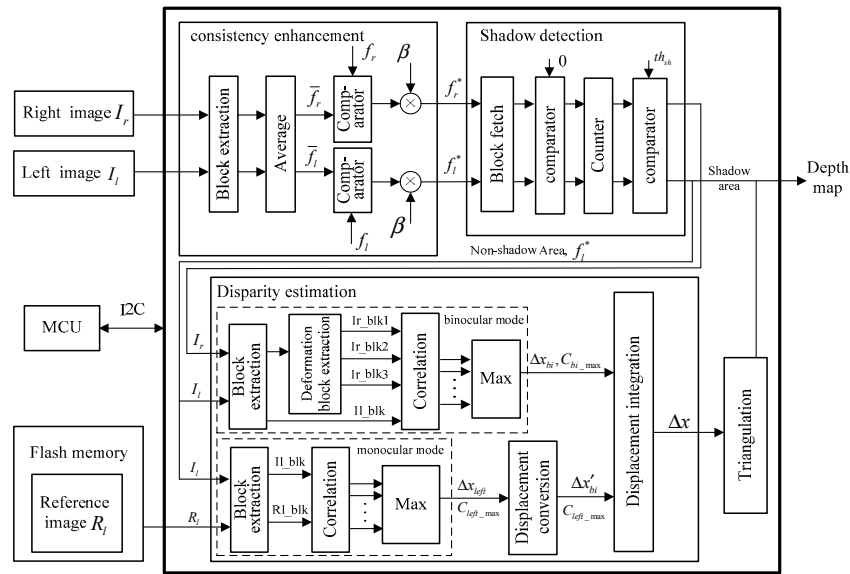 consistency enhancement
Shadow detection
f_r
β
0
th_sh
Right image I_r
Left image I_l
Block extraction
Average
f̅_r
f̅_l
Comp-
arator
Comp-
arator
×
×
f_r^*
f_l^*
f_l
β
Block fetch
comparator
Counter
comparator
Shadow
area
Depth
map
Non-shadow Area, f_l^*
Disparity estimation
binocular mode
MCU
I2C
I_r
I_l
Block
extraction
Deformation
block extraction
Ir_blk1
Ir_blk2
Ir_blk3
Il_blk
Correlation
Max
Δx_bi, C_bi_max
Displacement integration
Δx
Triangulation
monocular mode
Flash memory
Reference
image R_l
I_l
R_l
Block
extraction
Il_blk
Rl_blk
Correlation
Max
Δx_left
C_left_max
Displacement
conversion
Δx′_bi
C_left_max